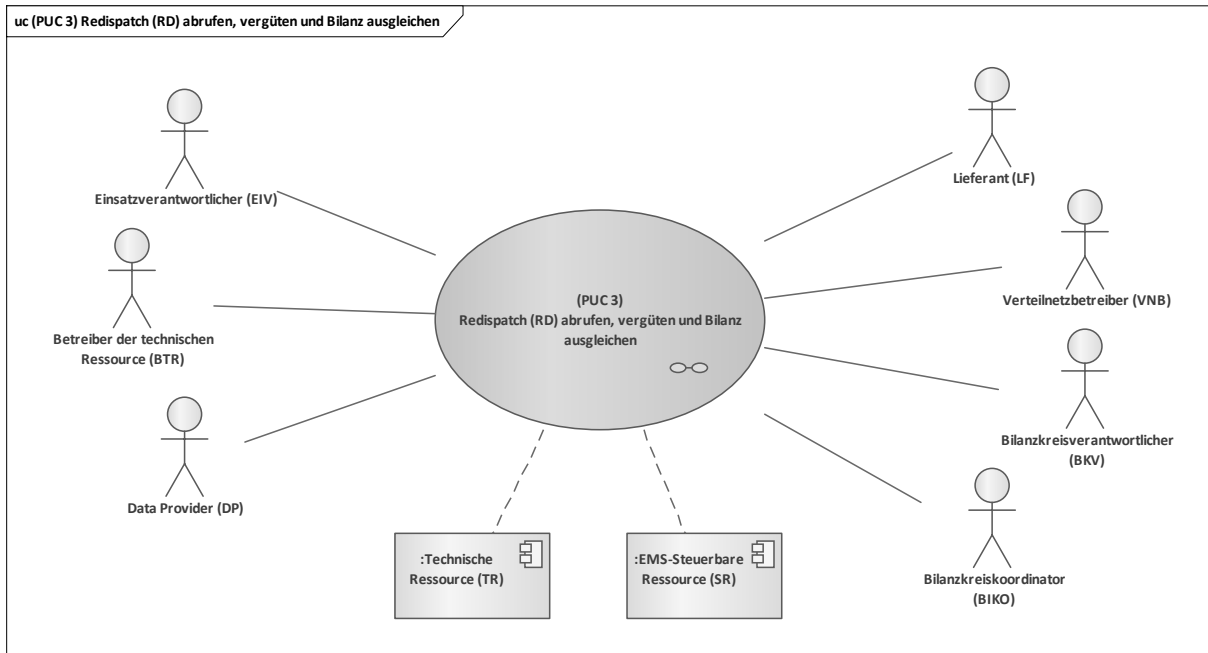 uc (PUC 3) Redispatch (RD) abrufen, vergüten und Bilanz ausgleichen
Einsatzverantwortlicher (EIV)
Betreiber der technischen
Ressource (BTR)
Data Provider (DP)
(PUC 3)
Redispatch (RD) abrufen, vergüten und Bilanz
ausgleichen
:Technische
Ressource (TR)
:EMS-Steuerbare
Ressource (SR)
Lieferant (LF)
Verteilnetzbetreiber (VNB)
Bilanzkreisverantwortlicher
(BKV)
Bilanzkreiskoordinator
(BIKO)